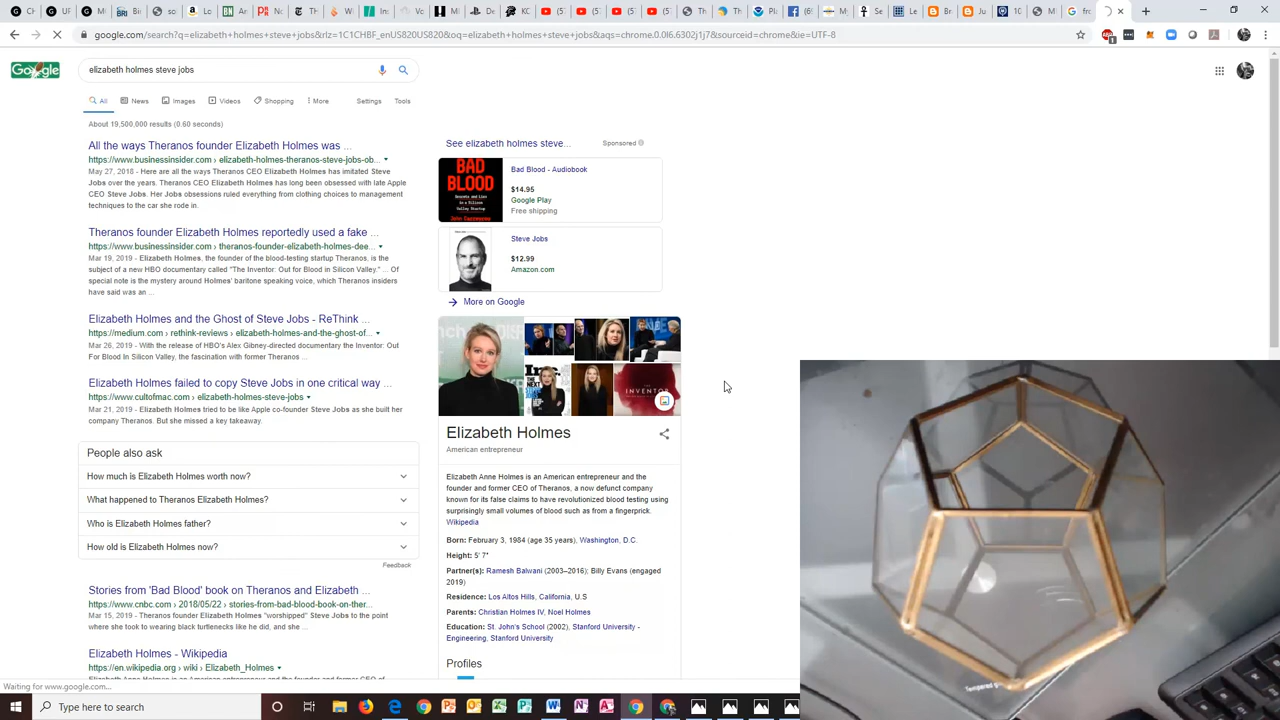 google.com/search?q=elizabeth+holmes+steve+jobs&rlz=1C1CHBF_enUS820US820&oq=elizabeth+holmes+steve+jobs&aqs=chrome.0.0l6.6302j1j7&sourceid=chrome&ie=UTF-8
Google
elizabeth holmes steve jobs
All News Images Videos Shopping More Settings Tools
About 19,500,000 results (0.60 seconds)
All the ways Theranos founder Elizabeth Holmes was ...
https://www.businessinsider.com › elizabeth-holmes-theranos-steve-jobs-ob...
May 27, 2018 - Here are all the ways Theranos CEO Elizabeth Holmes has imitated Steve
Jobs over the years. Theranos CEO Elizabeth Holmes has long been obsessed with late Apple
CEO Steve Jobs. Her Jobs obsessions ruled everything from clothing choices to management
techniques to the car she rode in.
Theranos founder Elizabeth Holmes reportedly used a fake ...
https://www.businessinsider.com › theranos-founder-elizabeth-holmes-dee...
Mar 19, 2019 - Elizabeth Holmes, the founder of the blood-testing startup Theranos, is the
subject of a new HBO documentary called "The Inventor: Out for Blood in Silicon Valley." ... Of
special note is the mystery around Holmes' baritone speaking voice, which Theranos insiders
have said was an ...
Elizabeth Holmes and the Ghost of Steve Jobs - ReThink ...
https://medium.com › rethink-reviews › elizabeth-holmes-and-the-ghost-of...
Mar 26, 2019 - With the release of HBO's Alex Gibney-directed documentary the Inventor: Out
For Blood In Silicon Valley, the fascination with former Theranos ...
Elizabeth Holmes failed to copy Steve Jobs in one critical way ...
https://www.cultofmac.com › elizabeth-holmes-steve-jobs
Mar 21, 2019 - Elizabeth Holmes tried to be like Apple co-founder Steve Jobs as she built her
company Theranos. But she missed a key takeaway.
People also ask
How much is Elizabeth Holmes worth now?
What happened to Theranos Elizabeth Holmes?
Who is Elizabeth Holmes father?
How old is Elizabeth Holmes now?
Feedback
Stories from 'Bad Blood' book on Theranos and Elizabeth ...
https://www.cnbc.com › 2018/05/22 › stories-from-bad-blood-book-on-ther...
Mar 15, 2019 - Theranos founder Elizabeth Holmes "worshipped" Steve Jobs to the point
where she took to wearing black turtlenecks like he did, and she ...
Elizabeth Holmes - Wikipedia
https://en.wikipedia.org › wiki › Elizabeth_Holmes
See elizabeth holmes steve... Sponsored
BAD
BLOOD
Bad Blood - Audiobook
$14.95
Google Play
Free shipping
Steve Jobs
$12.99
Amazon.com
More on Google
THE
INVENTOR
Elizabeth Holmes
American entrepreneur
Elizabeth Anne Holmes is an American entrepreneur and the
founder and former CEO of Theranos, a now defunct company
known for its false claims to have revolutionized blood testing using
surprisingly small volumes of blood such as from a fingerprick.
Wikipedia
Born: February 3, 1984 (age 35 years), Washington, D.C.
Height: 5′ 7″
Partner(s): Ramesh Balwani (2003–2016); Billy Evans (engaged
2019)
Residence: Los Altos Hills, California, U.S
Parents: Christian Holmes IV, Noel Holmes
Education: St. John's School (2002), Stanford University -
Engineering, Stanford University
Profiles
Waiting for www.google.com...
Type here to search
Tempered